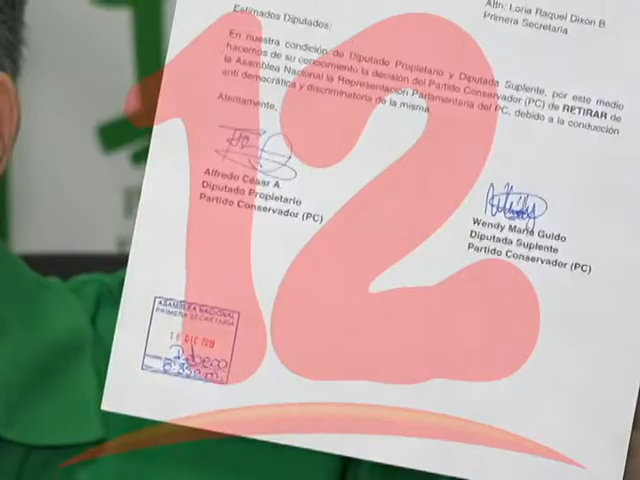 Estimados Diputados:
Attn: Loria Raquel Dixon B
Primera Secretaria
En nuestra condición de Diputado Propietario y Diputada Suplente, por este medio
hacemos de su conocimiento la decisión del Partido Conservador (PC) de RETIRAR de
la Asamblea Nacional la Representación Parlamentaria del PC, debido a la conducción
anti democrática y discriminatoria de la misma
Atentamente,
Alfredo César A
Diputado Propietario
Partido Conservador (PC)
Wendy María Guido
Diputada Suplente
Partido Conservador (PC)
ASAMBLEA NACIONAL
PRIMERA SECRETARIA
DIC
12